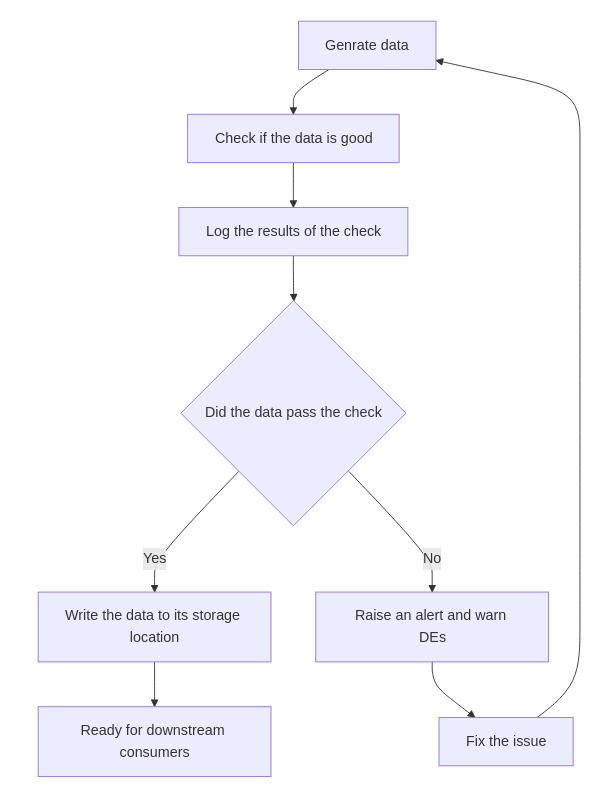 Genrate data
Check if the data is good
Log the results of the check
Did the data pass the check
Yes
No
Write the data to its storage
location
Raise an alert and warn
DEs
Ready for downstream
consumers
Fix the issue